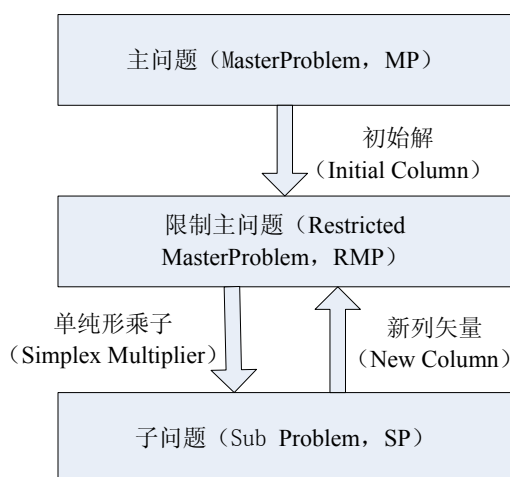 主问题（MasterProblem，MP）
初始解
（Initial Column）
限制主问题（Restricted
MasterProblem，RMP）
单纯形乘子
（Simplex Multiplier）
新列矢量
（New Column）
子问题（Sub Problem，SP）